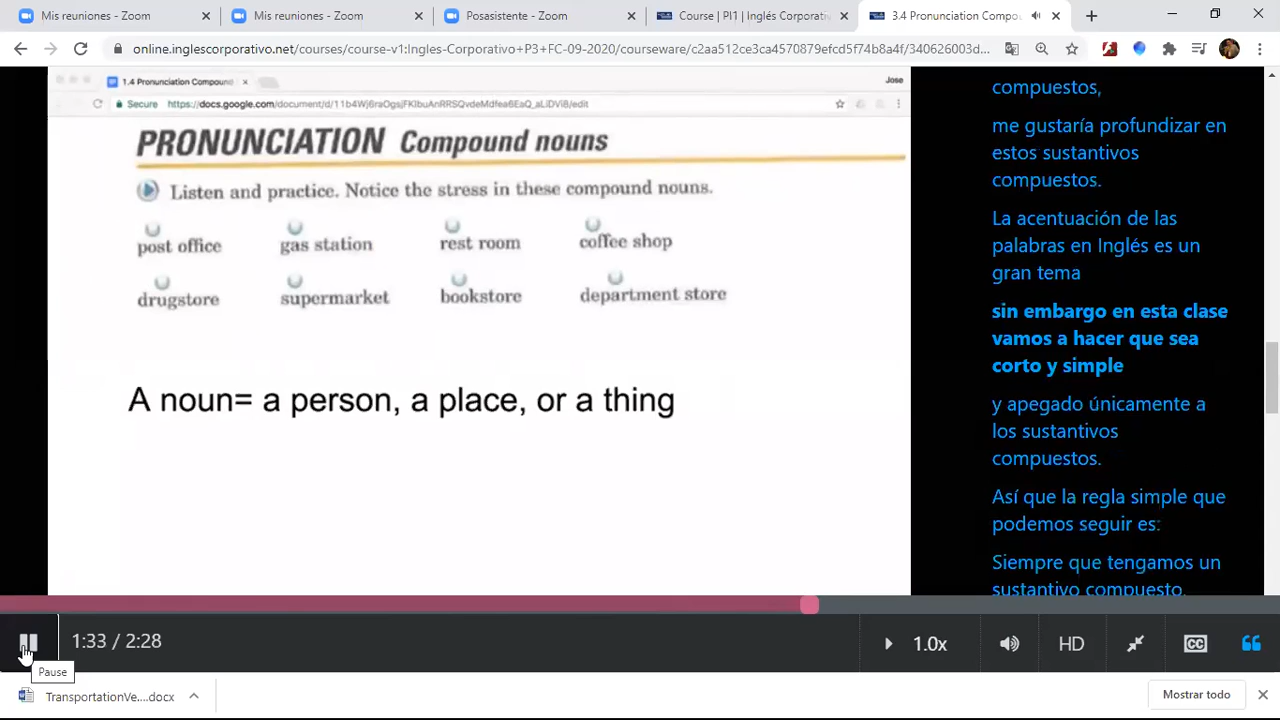 Mis reuniones - Zoom
Mis reuniones - Zoom
Posasistente - Zoom
Course | PI1 | Inglés Corporativ
3.4 Pronunciation Compo
online.inglescorporativo.net/courses/course-v1:Ingles-Corporativo+P3+FC-09-2020/courseware/c2aa512ce3ca4570879efcd5f74b8a4f/340626003d...
1.4 Pronunciation Compound
Jose
Secure
PRONUNCIATION Compound nouns
Listen and practice. Notice the stress in these compound nouns.
post office gas station rest room coffee shop
drugstore supermarket bookstore department store
A noun= a person, a place, or a thing
compuestos,
me gustaría profundizar en
estos sustantivos
compuestos.
La acentuación de las
palabras en Inglés es un
gran tema
sin embargo en esta clase
vamos a hacer que sea
corto y simple
y apegado únicamente a
los sustantivos
compuestos.
Así que la regla simple que
podemos seguir es:
Siempre que tengamos un
sustantivo compuesto,
1:33 / 2:28
1.0x
HD
CC
Pause
TransportationVe....docx
Mostrar todo